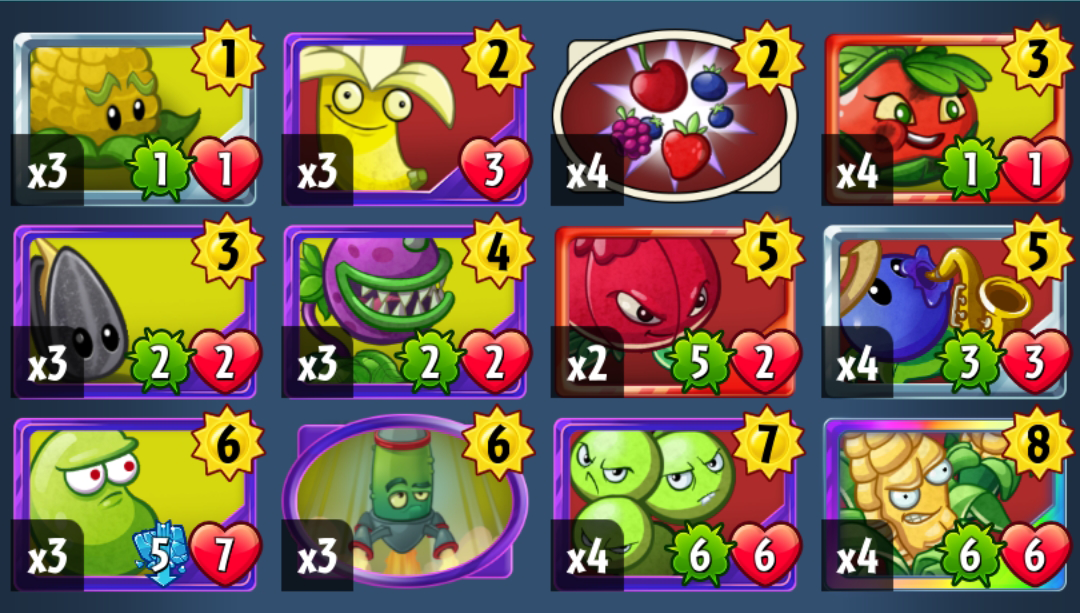 1 2 2 3
x3 1 1 x3 3 x4 x4 1 1
3 4 5 5
x3 2 2 x3 2 2 x2 5 2 x4 3 3
6 6 7 8
x3 5 7 x3 x4 6 6 x4 6 6